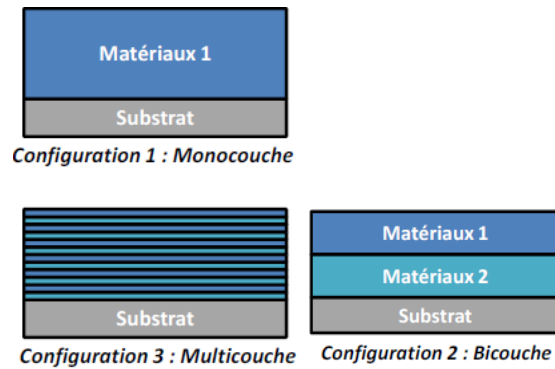 Matériaux 1
Substrat
Configuration 1 : Monocouche
Substrat
Configuration 3 : Multicouche
Matériaux 1
Matériaux 2
Substrat
Configuration 2 : Bicouche